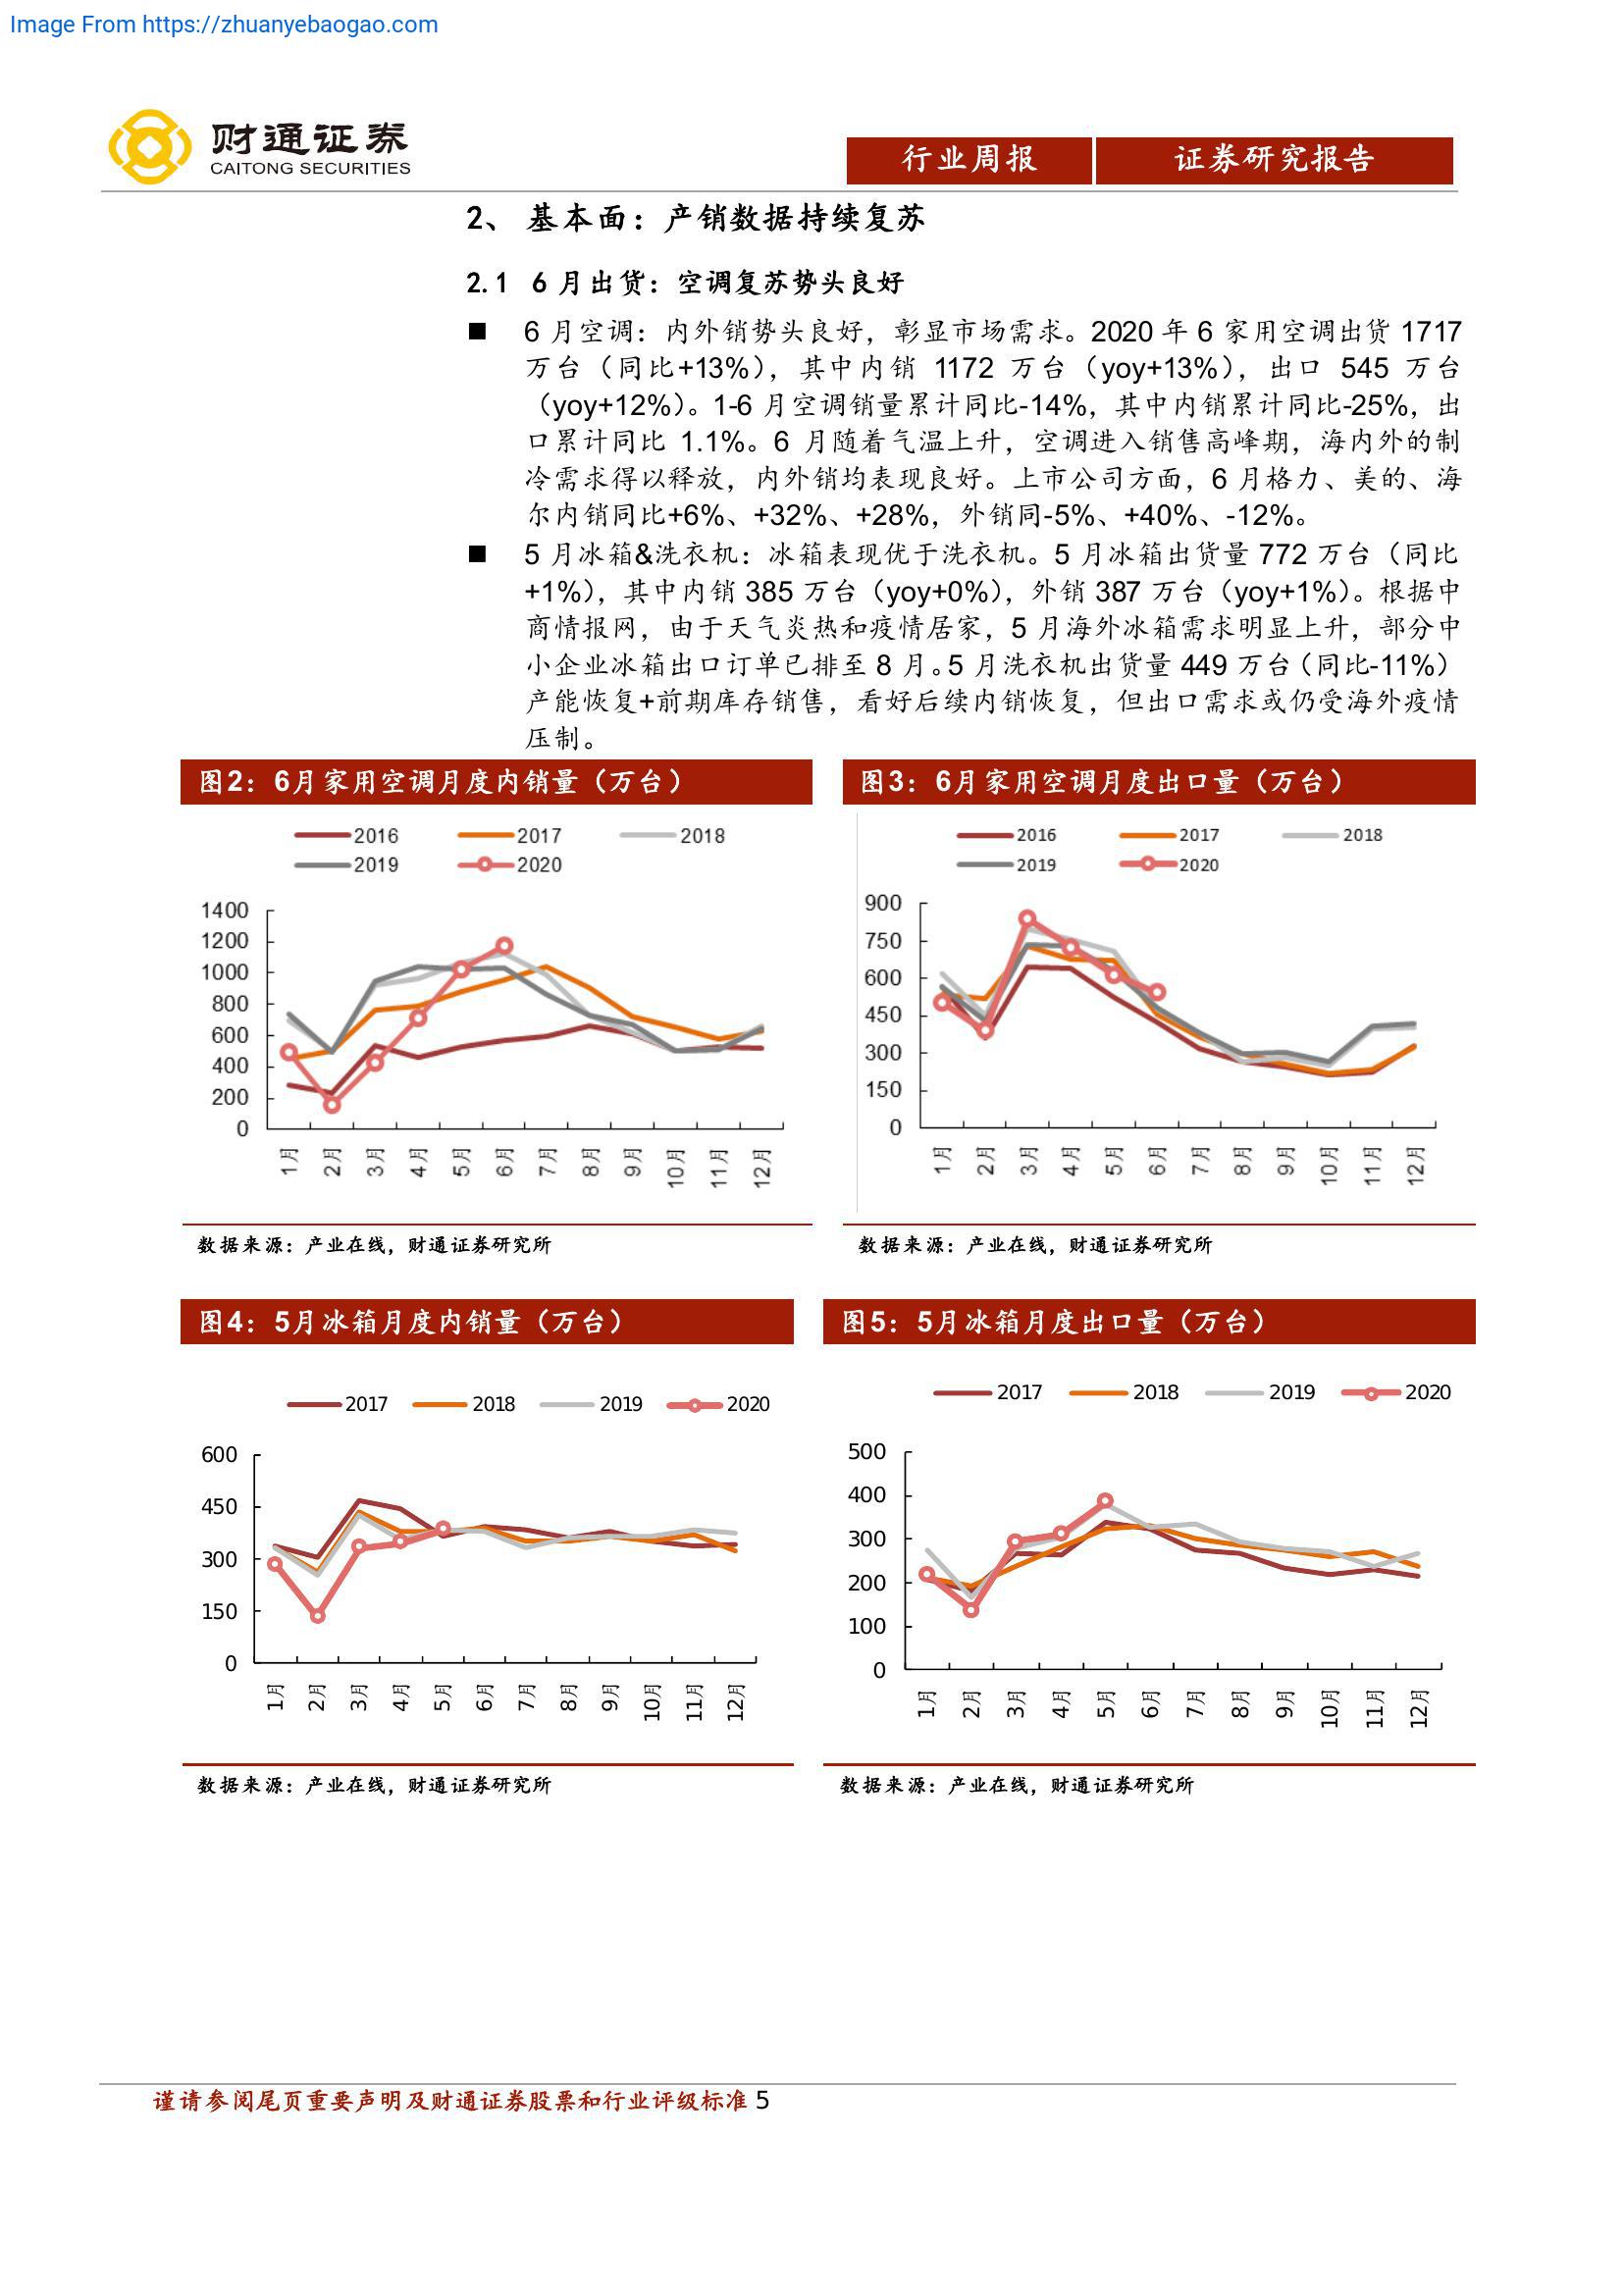 Image From https://zhuanyebaogao.com
财通证券
CAITONG SECURITIES
行业周报
证券研究报告
2、 基本面：产销数据持续复苏
2.1 6 月出货：空调复苏势头良好
■ 6 月空调：内外销势头良好，彰显市场需求。2020 年 6 家用空调出货 1717
万台（同比+13%），其中内销 1172 万台（yoy+13%），出口 545 万台
（yoy+12%）。1-6 月空调销量累计同比-14%，其中内销累计同比-25%，出
口累计同比 1.1%。6 月随着气温上升，空调进入销售高峰期，海内外的制
冷需求得以释放，内外销均表现良好。上市公司方面，6 月格力、美的、海
尔内销同比+6%、+32%、+28%，外销同-5%、+40%、-12%。
■ 5 月冰箱&洗衣机：冰箱表现优于洗衣机。5 月冰箱出货量 772 万台（同比
+1%），其中内销 385 万台（yoy+0%），外销 387 万台（yoy+1%）。根据中
商情报网，由于天气炎热和疫情居家，5 月海外冰箱需求明显上升，部分中
小企业冰箱出口订单已排至 8 月。5 月洗衣机出货量 449 万台（同比-11%）
产能恢复+前期库存销售，看好后续内销恢复，但出口需求或仍受海外疫情
压制。
图2：6月家用空调月度内销量（万台）
2016 2017 2018
2019 2020
1400
1200
1000
800
600
400
200
0
1月 2月 3月 4月 5月 6月 7月 8月 9月 10月 11月 12月
数据来源：产业在线，财通证券研究所
图3：6月家用空调月度出口量（万台）
2016 2017 2018
2019 2020
900
750
600
450
300
150
0
1月 2月 3月 4月 5月 6月 7月 8月 9月 10月 11月 12月
数据来源：产业在线，财通证券研究所
图4：5月冰箱月度内销量（万台）
2017 2018 2019 2020
600
450
300
150
0
1月 2月 3月 4月 5月 6月 7月 8月 9月 10月 11月 12月
数据来源：产业在线，财通证券研究所
图5：5月冰箱月度出口量（万台）
2017 2018 2019 2020
500
400
300
200
100
0
1月 2月 3月 4月 5月 6月 7月 8月 9月 10月 11月 12月
数据来源：产业在线，财通证券研究所
谨请参阅尾页重要声明及财通证券股票和行业评级标准 5